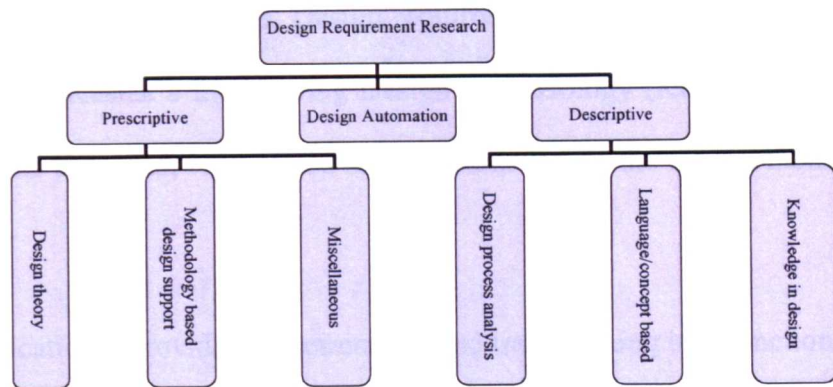 Design Requirement Research
Prescriptive
Design Automation
Descriptive
Design theory
Methodology based
design support
Miscellaneous
Design process analysis
Language/concept based
Knowledge in design